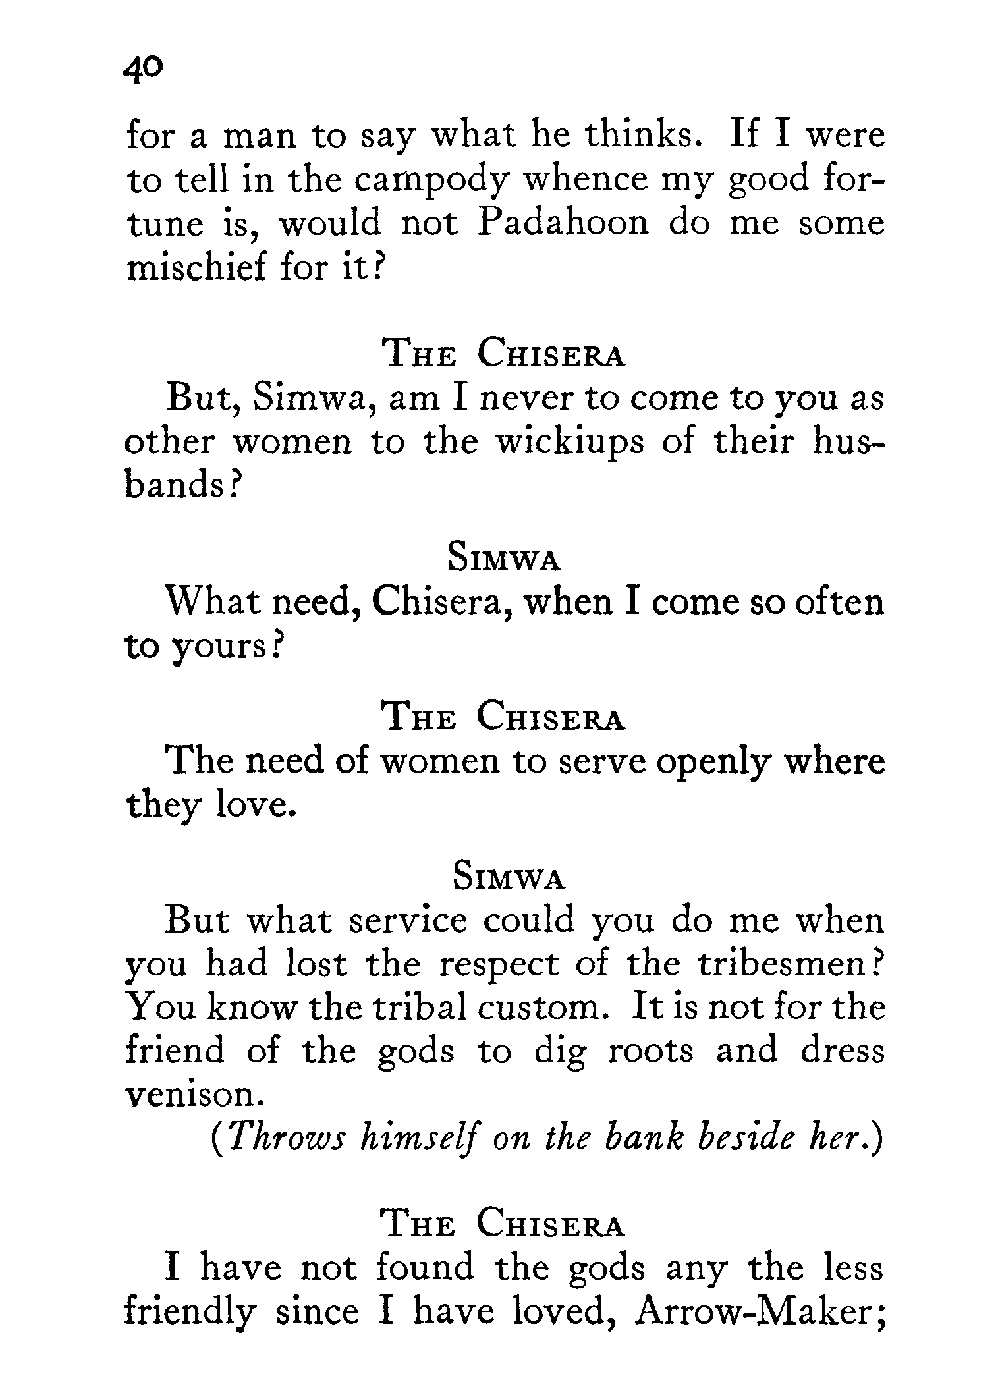 40
for a man to say what he thinks. If I were
to tell in the campody whence my good for-
tune is, would not Padahoon do me some
mischief for it?
The Chisera
But, Simwa, am I never to come to you as
other women to the wickiups of their hus-
bands?
Simwa
What need, Chisera, when I come so often
to yours?
The Chisera
The need of women to serve openly where
they love.
Simwa
But what service could you do me when
you had lost the respect of the tribesmen?
You know the tribal custom. It is not for the
friend of the gods to dig roots and dress
venison.
(Throws himself on the bank beside her.)
The Chisera
I have not found the gods any the less
friendly since I have loved, Arrow-Maker;